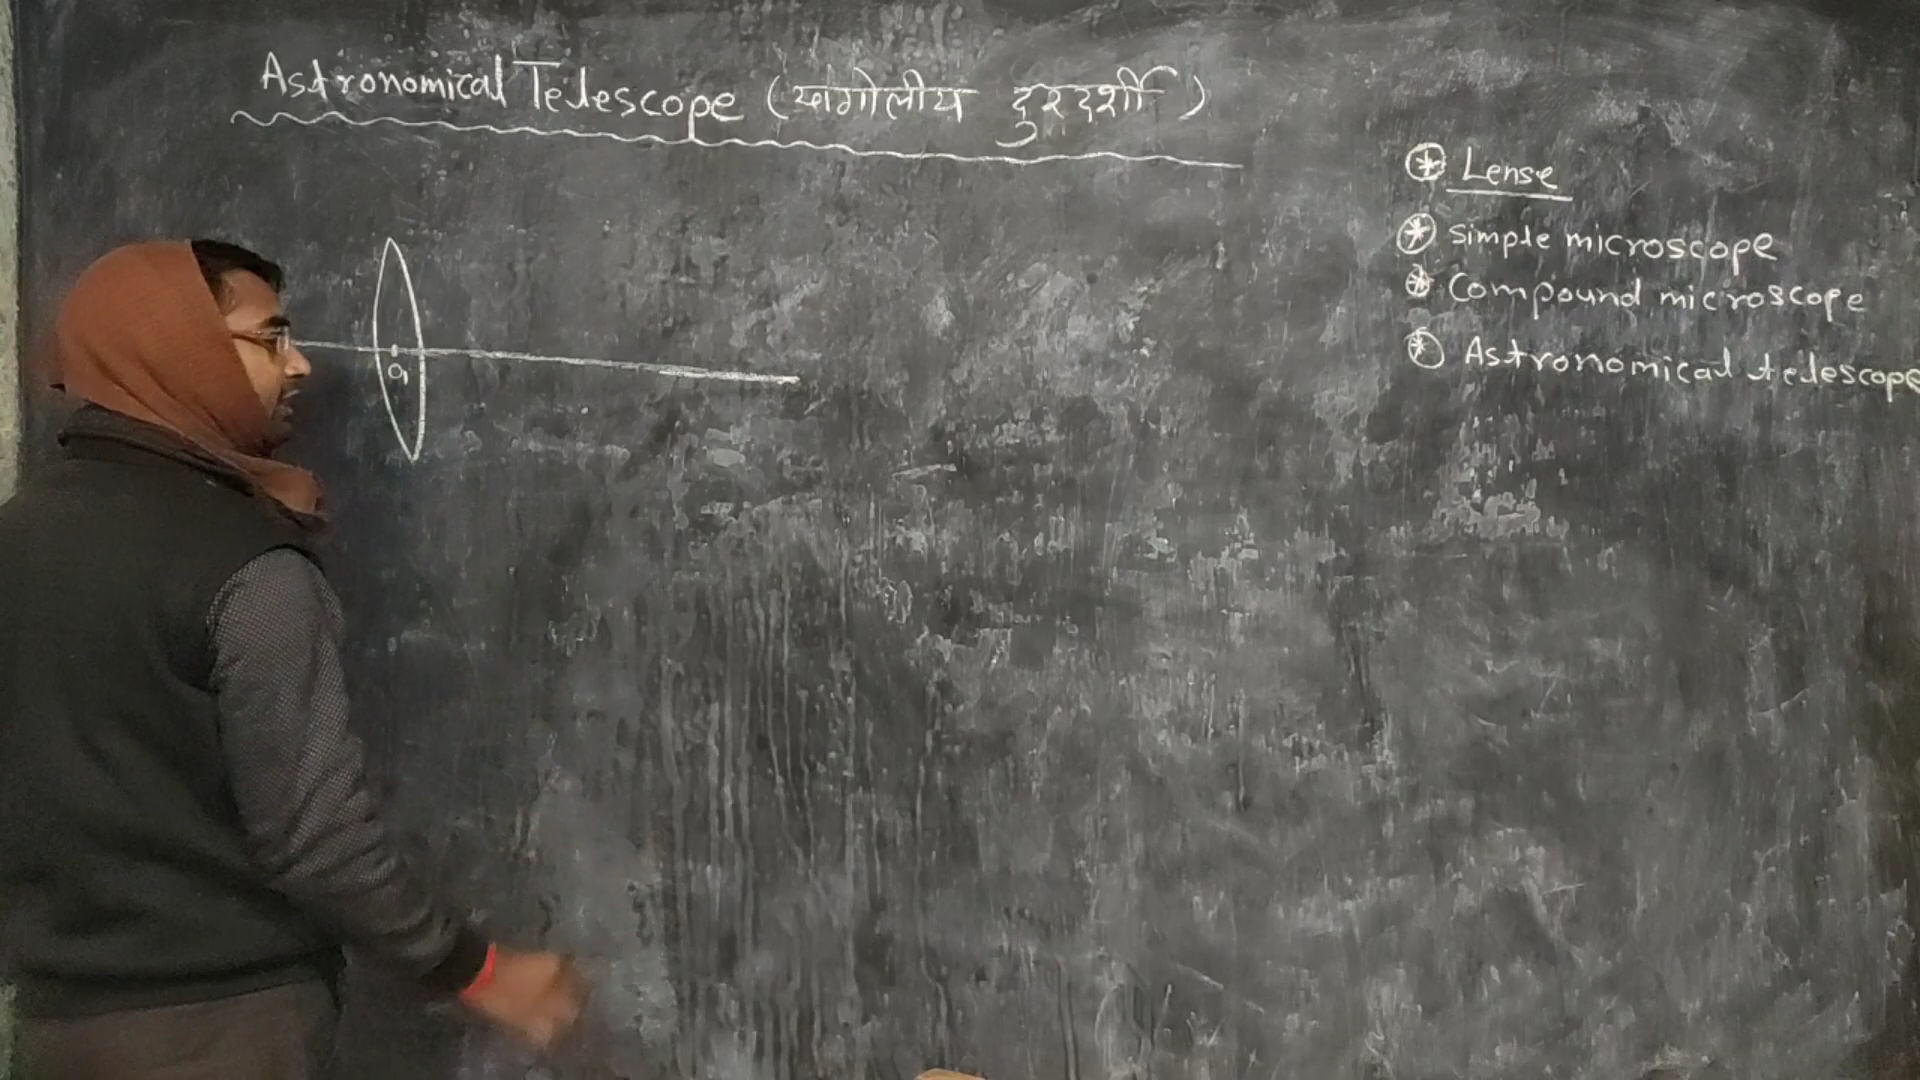 Astronomical Telescope (खगोलीय दुरदर्शी)
⊛ Lense
⊛ simple microscope
⊛ Compound microscope
⊛ Astronomical telescope
O₁